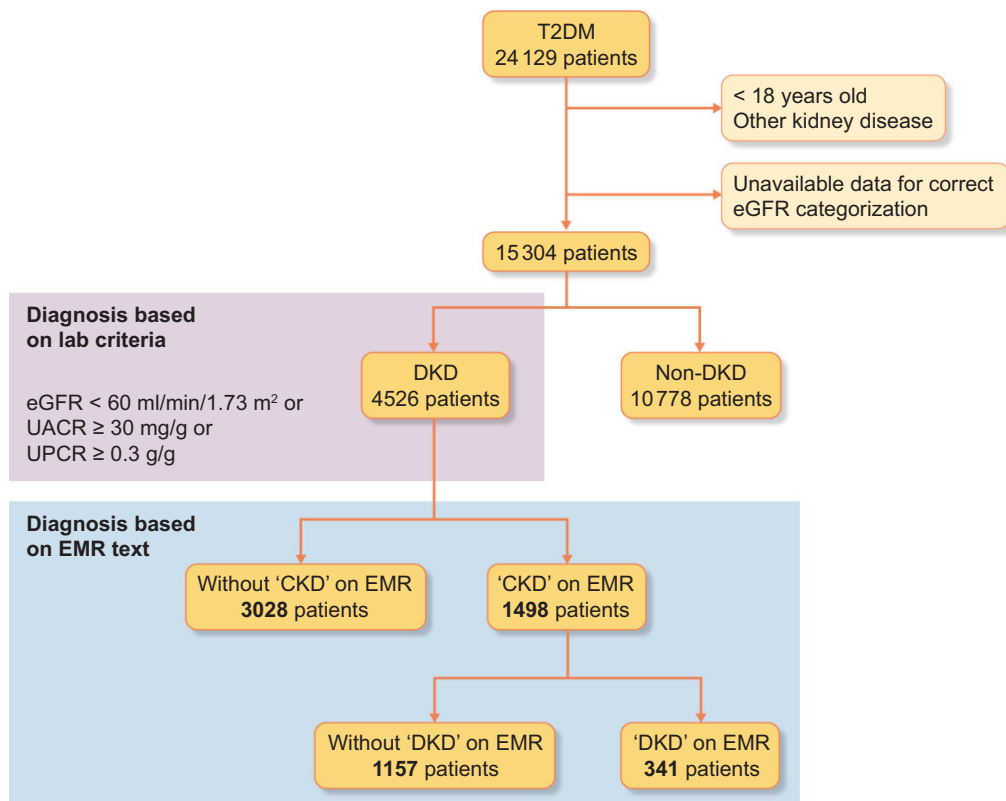 T2DM
24 129 patients
< 18 years old
Other kidney disease
Unavailable data for correct
eGFR categorization
15 304 patients
Diagnosis based
on lab criteria
eGFR < 60 ml/min/1.73 m² or
UACR ≥ 30 mg/g or
UPCR ≥ 0.3 g/g
DKD
4526 patients
Non-DKD
10 778 patients
Diagnosis based
on EMR text
Without ‘CKD’ on EMR
3028 patients
‘CKD’ on EMR
1498 patients
Without ‘DKD’ on EMR
1157 patients
‘DKD’ on EMR
341 patients